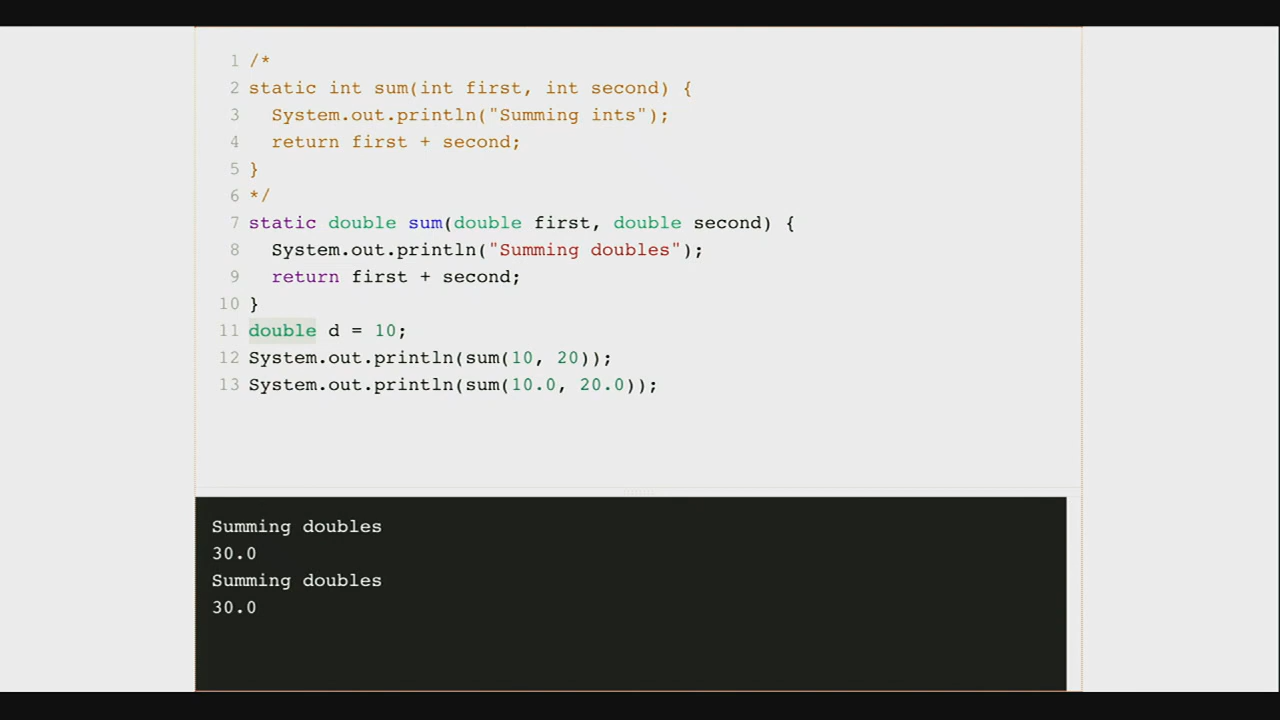 1 /*
2 static int sum(int first, int second) {
3   System.out.println("Summing ints");
4   return first + second;
5 }
6 */
7 static double sum(double first, double second) {
8   System.out.println("Summing doubles");
9   return first + second;
10 }
11 double d = 10;
12 System.out.println(sum(10, 20));
13 System.out.println(sum(10.0, 20.0));
Summing doubles
30.0
Summing doubles
30.0